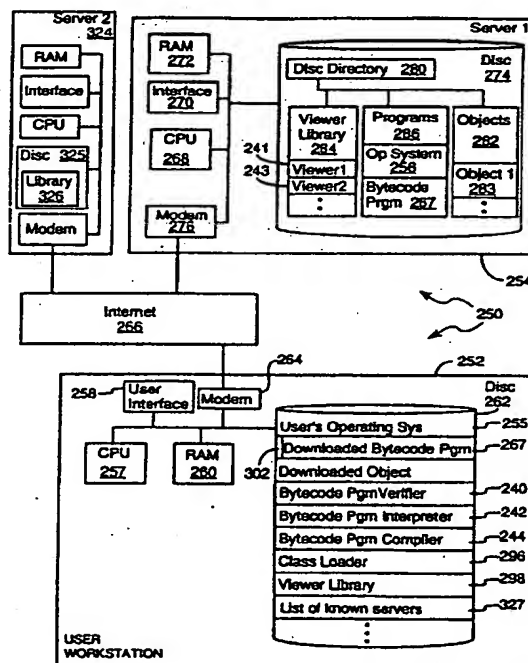 Server 2
324
RAM
Interface
CPU
Disc 325
Library
326
Modem
Server 1
RAM
272
Interface
270
CPU
268
Modem
276
Disc
274
Disc Directory 280
Viewer
Library
284
Viewer1
Viewer2
241
243
Programs
286
Op System
256
Bytecode
Prgm 267
Objects
282
Object 1
283
254
250
Internet
266
252
264
258
User
Interface
Modem
CPU
257
RAM
260
302
Disc
262
User's Operating Sys
255
Downloaded Bytecode Pgm
267
Downloaded Object
Bytecode PgmVerifier
240
Bytecode Pgm Interpreter
242
Bytecode Pgm Compiler
244
Class Loader
296
Viewer Library
298
List of known servers
327
USER
WORKSTATION